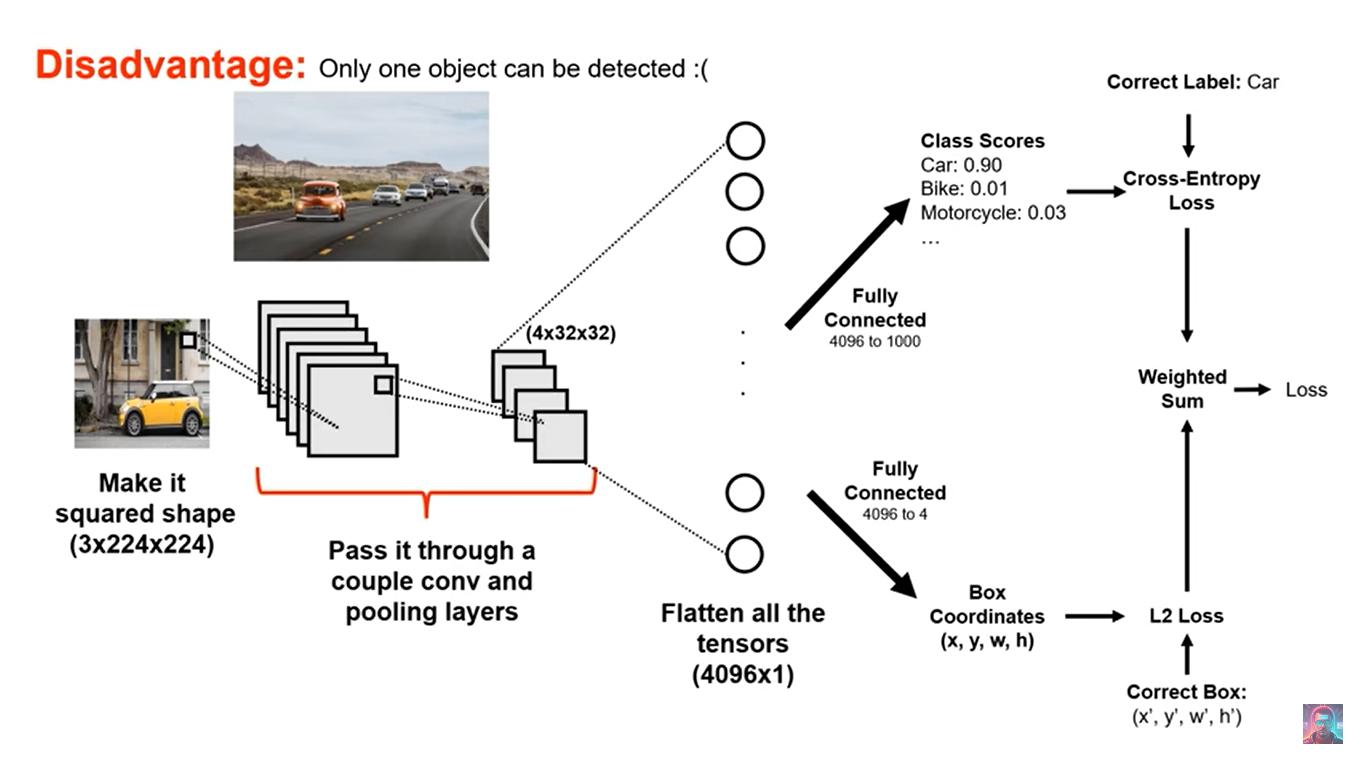 Disadvantage: Only one object can be detected :(
Make it
squared shape
(3x224x224)
Pass it through a
couple conv and
pooling layers
(4x32x32)
Flatten all the
tensors
(4096x1)
Fully
Connected
4096 to 1000
Class Scores
Car: 0.90
Bike: 0.01
Motorcycle: 0.03
...
Correct Label: Car
Cross-Entropy
Loss
Weighted
Sum
Loss
Fully
Connected
4096 to 4
Box
Coordinates
(x, y, w, h)
L2 Loss
Correct Box:
(x’, y’, w’, h’)